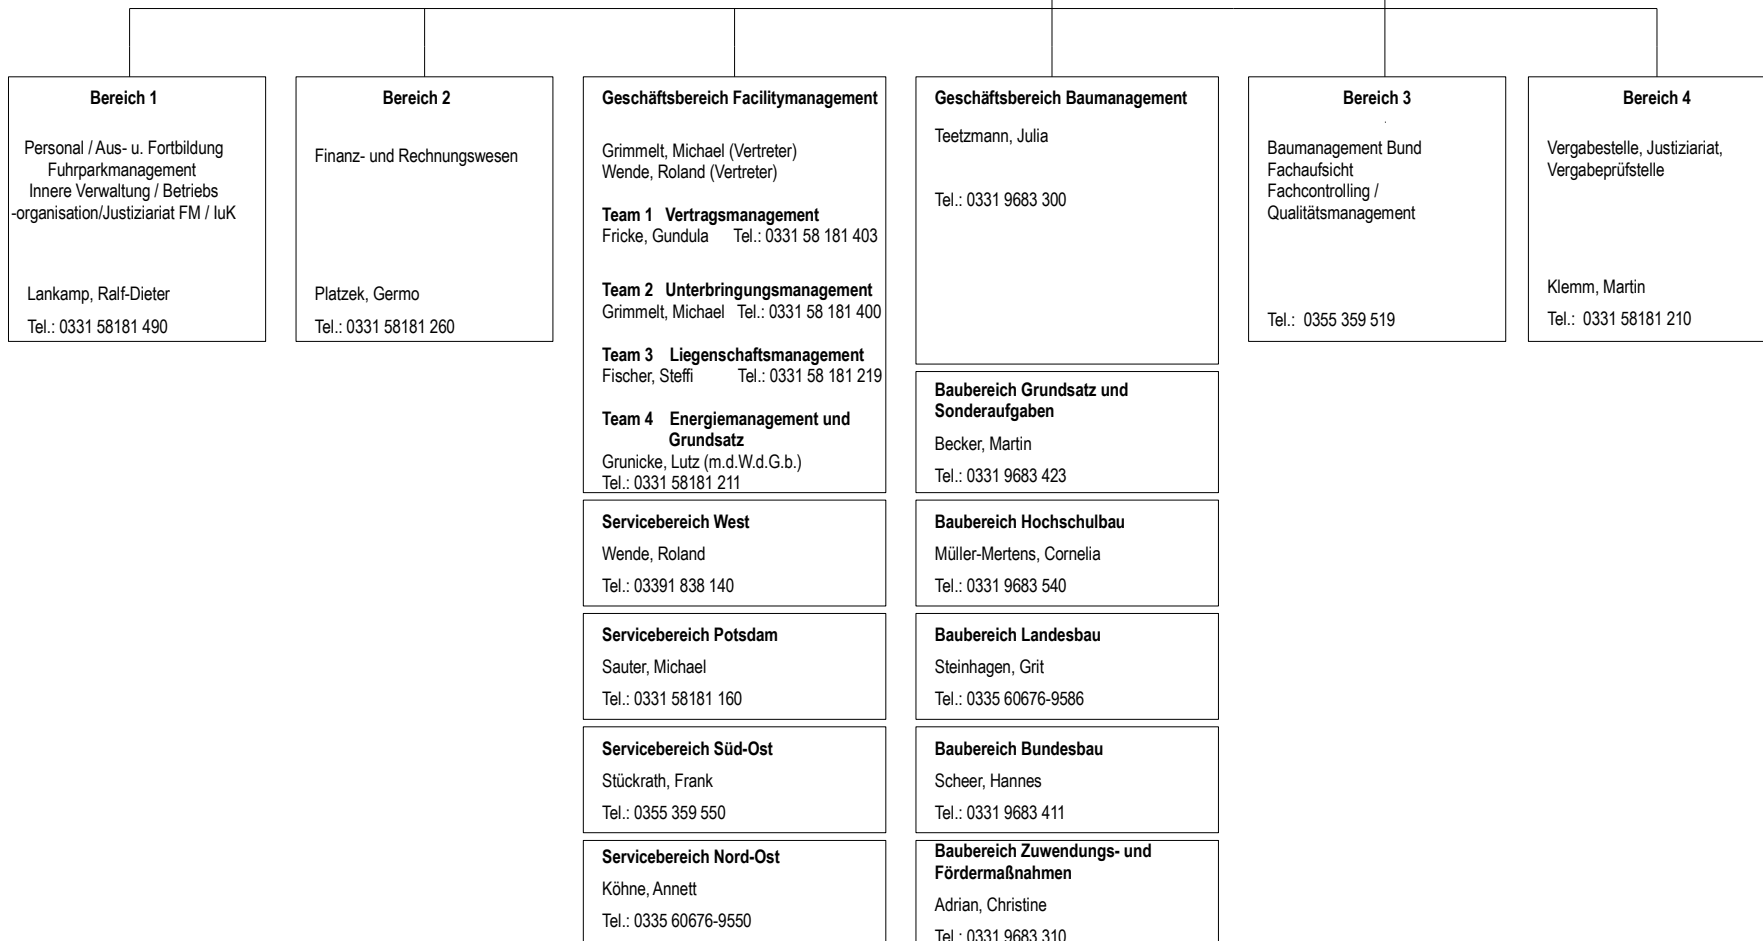 Bereich 1
Personal / Aus- u. Fortbildung
Fuhrparkmanagement
Innere Verwaltung / Betriebs
-organisation/Justiziariat FM / IuK
Lankamp, Ralf-Dieter
Tel.: 0331 58181 490
Bereich 2
Finanz- und Rechnungswesen
Platzek, Germo
Tel.: 0331 58181 260
Geschäftsbereich Facilitymanagement
Grimmelt, Michael (Vertreter)
Wende, Roland (Vertreter)
Team 1 Vertragsmanagement
Fricke, Gundula Tel.: 0331 58 181 403
Team 2 Unterbringungsmanagement
Grimmelt, Michael Tel.: 0331 58 181 400
Team 3 Liegenschaftsmanagement
Fischer, Steffi Tel.: 0331 58 181 219
Team 4 Energiemanagement und
Grundsatz
Grunicke, Lutz (m.d.W.d.G.b.)
Tel.: 0331 58181 211
Servicebereich West
Wende, Roland
Tel.: 03391 838 140
Servicebereich Potsdam
Sauter, Michael
Tel.: 0331 58181 160
Servicebereich Süd-Ost
Stückrath, Frank
Tel.: 0355 359 550
Servicebereich Nord-Ost
Köhne, Annett
Tel.: 0335 60676-9550
Geschäftsbereich Baumanagement
Teetzmann, Julia
Tel.: 0331 9683 300
Baubereich Grundsatz und
Sonderaufgaben
Becker, Martin
Tel.: 0331 9683 423
Baubereich Hochschulbau
Müller-Mertens, Cornelia
Tel.: 0331 9683 540
Baubereich Landesbau
Steinhagen, Grit
Tel.: 0335 60676-9586
Baubereich Bundesbau
Scheer, Hannes
Tel.: 0331 9683 411
Baubereich Zuwendungs- und
Fördermaßnahmen
Adrian, Christine
Tel.: 0331 9683 310
Bereich 3
Baumanagement Bund
Fachaufsicht
Fachcontrolling /
Qualitätsmanagement
Tel.: 0355 359 519
Bereich 4
Vergabestelle, Justiziariat,
Vergabeprüfstelle
Klemm, Martin
Tel.: 0331 58181 210